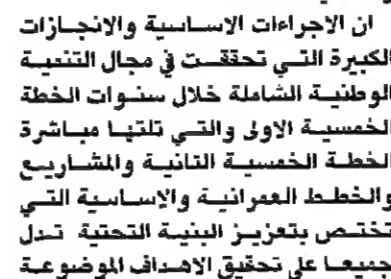 ان الاجراءات الاساسية والانجازات
الكبيرة التي تحققت في مجال التنمية
الوطنية الشاملة خلال سنوات الخطة
الخمسية الاولى والتي تلتها مباشرة
الخطة الخمسية الثانية والمشاريع
والخطط العمرانية والاساسية التي
تختص بتعزيز البنية التحتية تدل
جميعا على تحقيق الاهداف الموضوعة